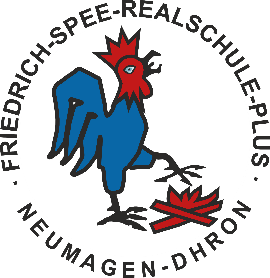 · FRIEDRICH-SPEE-REALSCHULE-PLUS ·
NEUMAGEN-DHRON